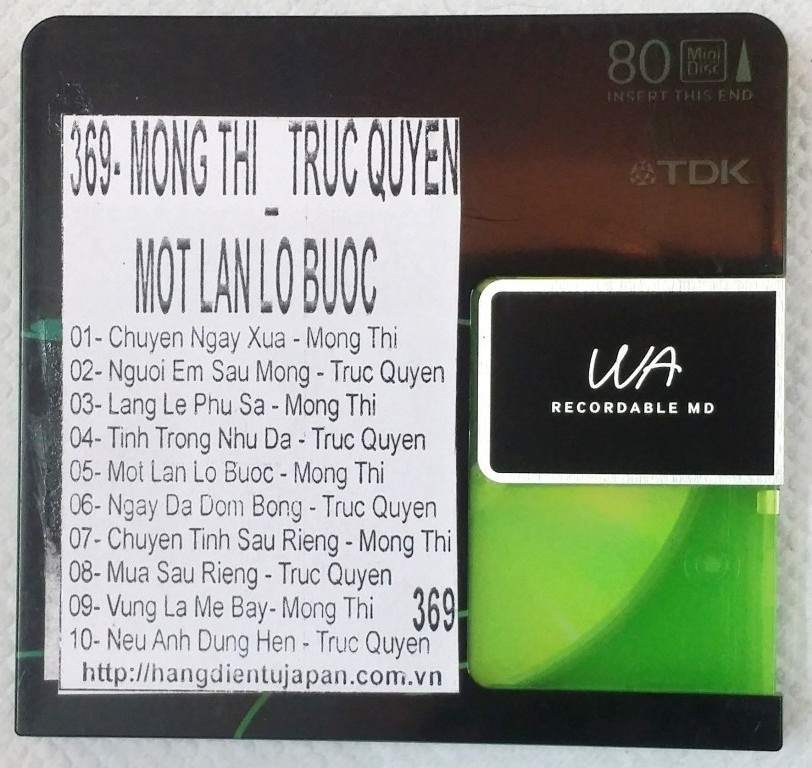 80 Mini Disc
INSERT THIS END
TDK
369- MONG THI _ TRUC QUYEN
-
MOT LAN LO BUOC
01- Chuyen Ngay Xua - Mong Thi
02- Nguoi Em Sau Mong - Truc Quyen
03- Lang Le Phu Sa - Mong Thi
04- Tinh Trong Nhu Da - Truc Quyen
05- Mot Lan Lo Buoc - Mong Thi
06- Ngay Da Dom Bong - Truc Quyen
07- Chuyen Tinh Sau Rieng - Mong Thi
08- Mua Sau Rieng - Truc Quyen
09- Vung La Me Bay- Mong Thi
369
10- Neu Anh Dung Hen - Truc Quyen
http://hangdientujapan.com.vn
WA
RECORDABLE MD